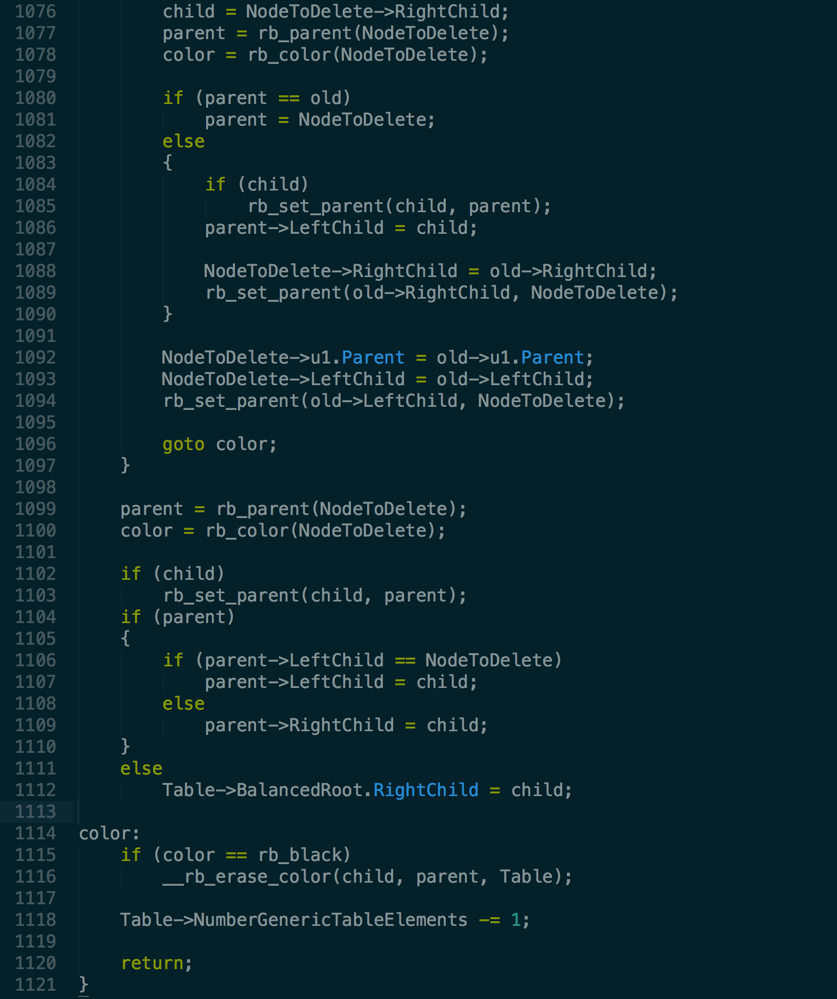 1076 child = NodeToDelete->RightChild;
1077 parent = rb_parent(NodeToDelete);
1078 color = rb_color(NodeToDelete);
1079
1080 if (parent == old)
1081 parent = NodeToDelete;
1082 else
1083 {
1084 if (child)
1085 rb_set_parent(child, parent);
1086 parent->LeftChild = child;
1087
1088 NodeToDelete->RightChild = old->RightChild;
1089 rb_set_parent(old->RightChild, NodeToDelete);
1090 }
1091
1092 NodeToDelete->u1.Parent = old->u1.Parent;
1093 NodeToDelete->LeftChild = old->LeftChild;
1094 rb_set_parent(old->LeftChild, NodeToDelete);
1095
1096 goto color;
1097 }
1098
1099 parent = rb_parent(NodeToDelete);
1100 color = rb_color(NodeToDelete);
1101
1102 if (child)
1103 rb_set_parent(child, parent);
1104 if (parent)
1105 {
1106 if (parent->LeftChild == NodeToDelete)
1107 parent->LeftChild = child;
1108 else
1109 parent->RightChild = child;
1110 }
1111 else
1112 Table->BalancedRoot.RightChild = child;
1113
1114 color:
1115 if (color == rb_black)
1116 __rb_erase_color(child, parent, Table);
1117
1118 Table->NumberGenericTableElements -= 1;
1119
1120 return;
1121 }